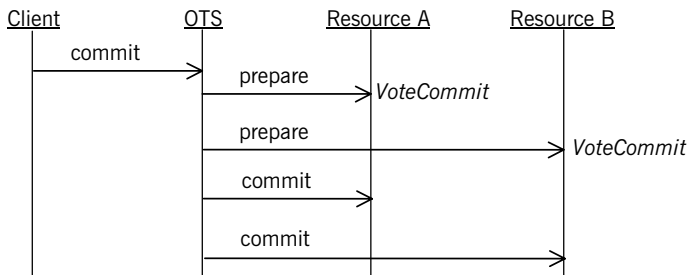 Client OTS Resource A Resource B
commit
prepare VoteCommit
prepare VoteCommit
commit
commit